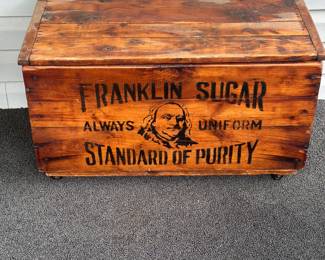 FRANKLIN SUGAR
ALWAYS UNIFORM
STANDARD OF PURITY